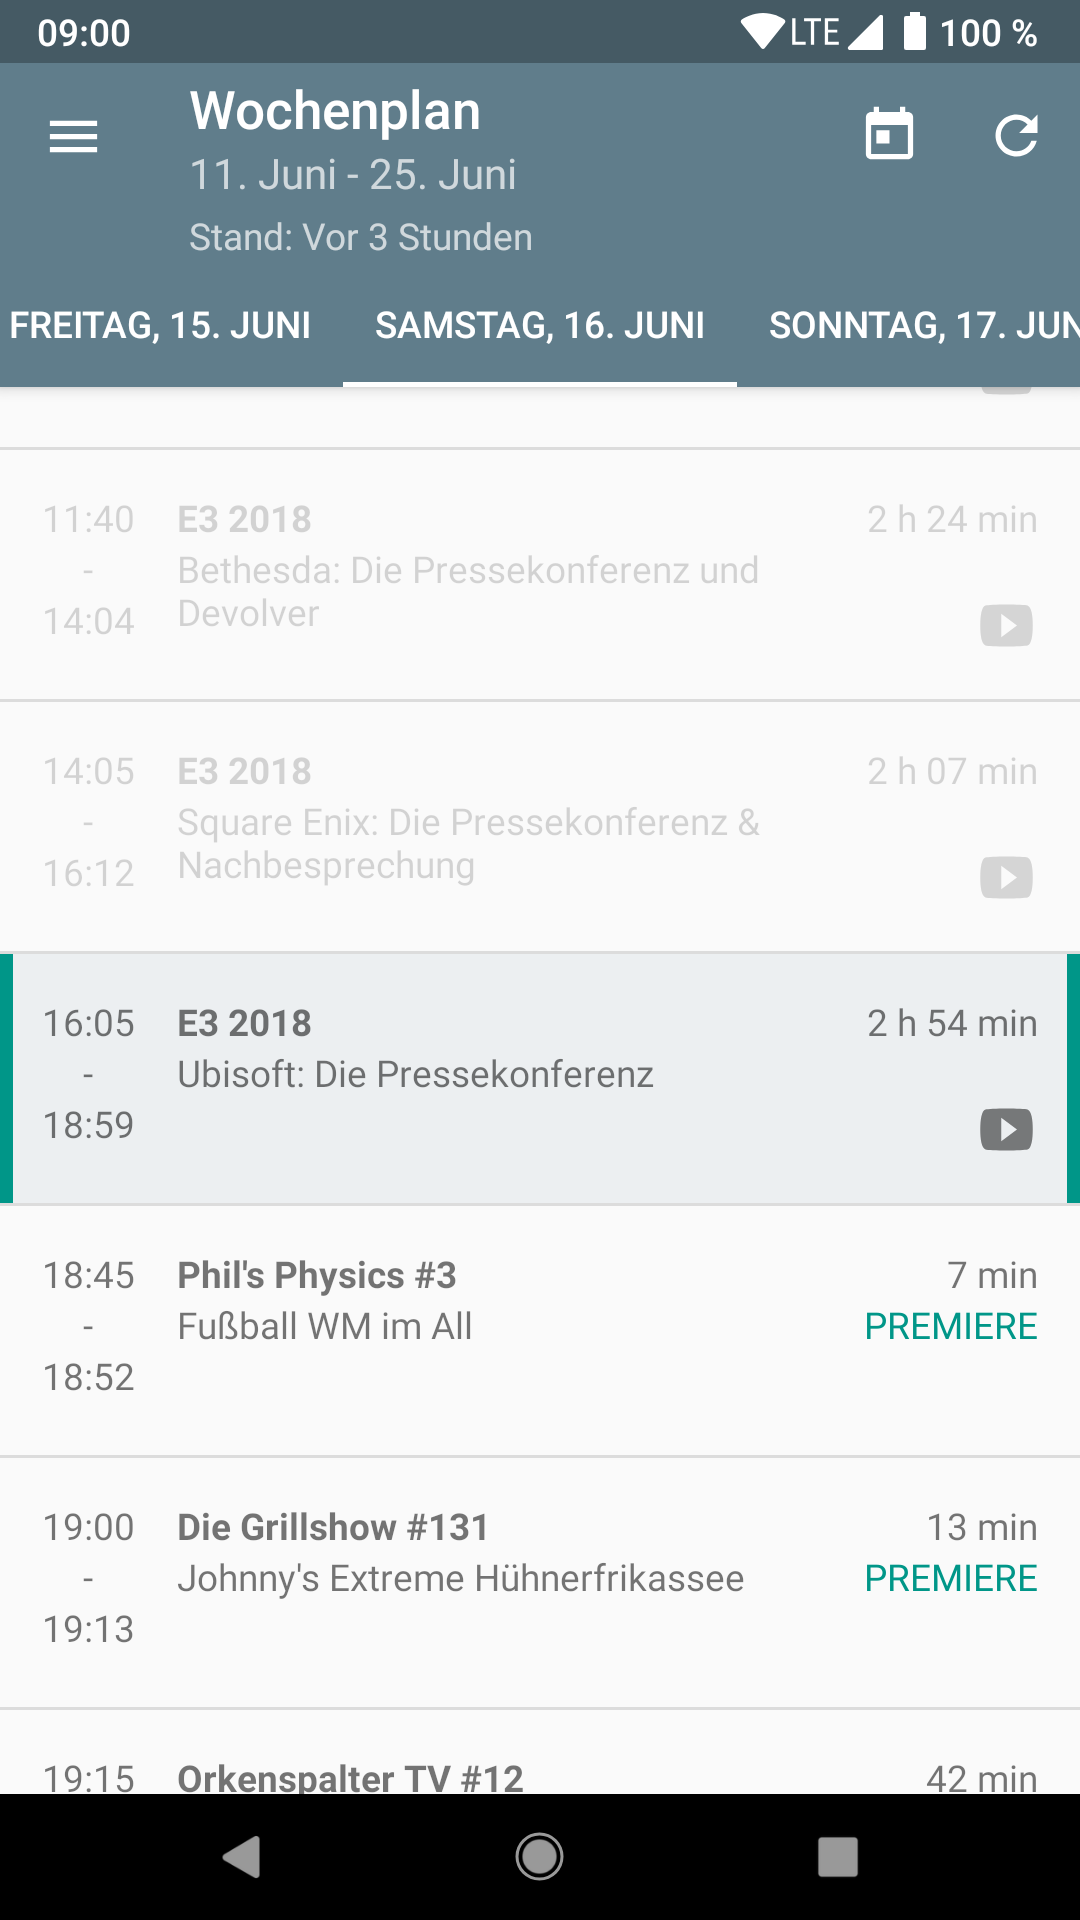 09:00 LTE 100 %
Wochenplan
11. Juni - 25. Juni
Stand: Vor 3 Stunden
FREITAG, 15. JUNI SAMSTAG, 16. JUNI SONNTAG, 17. JUN
11:40 E3 2018 2 h 24 min
- Bethesda: Die Pressekonferenz und
14:04 Devolver
14:05 E3 2018 2 h 07 min
- Square Enix: Die Pressekonferenz &
16:12 Nachbesprechung
16:05 E3 2018 2 h 54 min
- Ubisoft: Die Pressekonferenz
18:59
18:45 Phil's Physics #3 7 min
- Fußball WM im All PREMIERE
18:52
19:00 Die Grillshow #131 13 min
- Johnny's Extreme Hühnerfrikassee PREMIERE
19:13
19:15 Orkenspalter TV #12 42 min